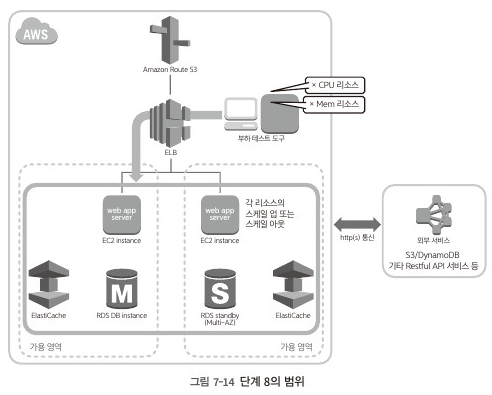 AWS
Amazon Route 53
× CPU 리소스
× Mem 리소스
부하 테스트 도구
ELB
web app
server
EC2 instance
web app
server
EC2 instance
각 리소스의
스케일 업 또는
스케일 아웃
http(s) 통신
외부 서비스
S3/DynamoDB
기타 Restful API 서비스 등
ElastiCache
M
RDS DB instance
S
RDS standby
(Multi-AZ)
ElastiCache
가용 영역
가용 영역
그림 7-14 단계 8의 범위